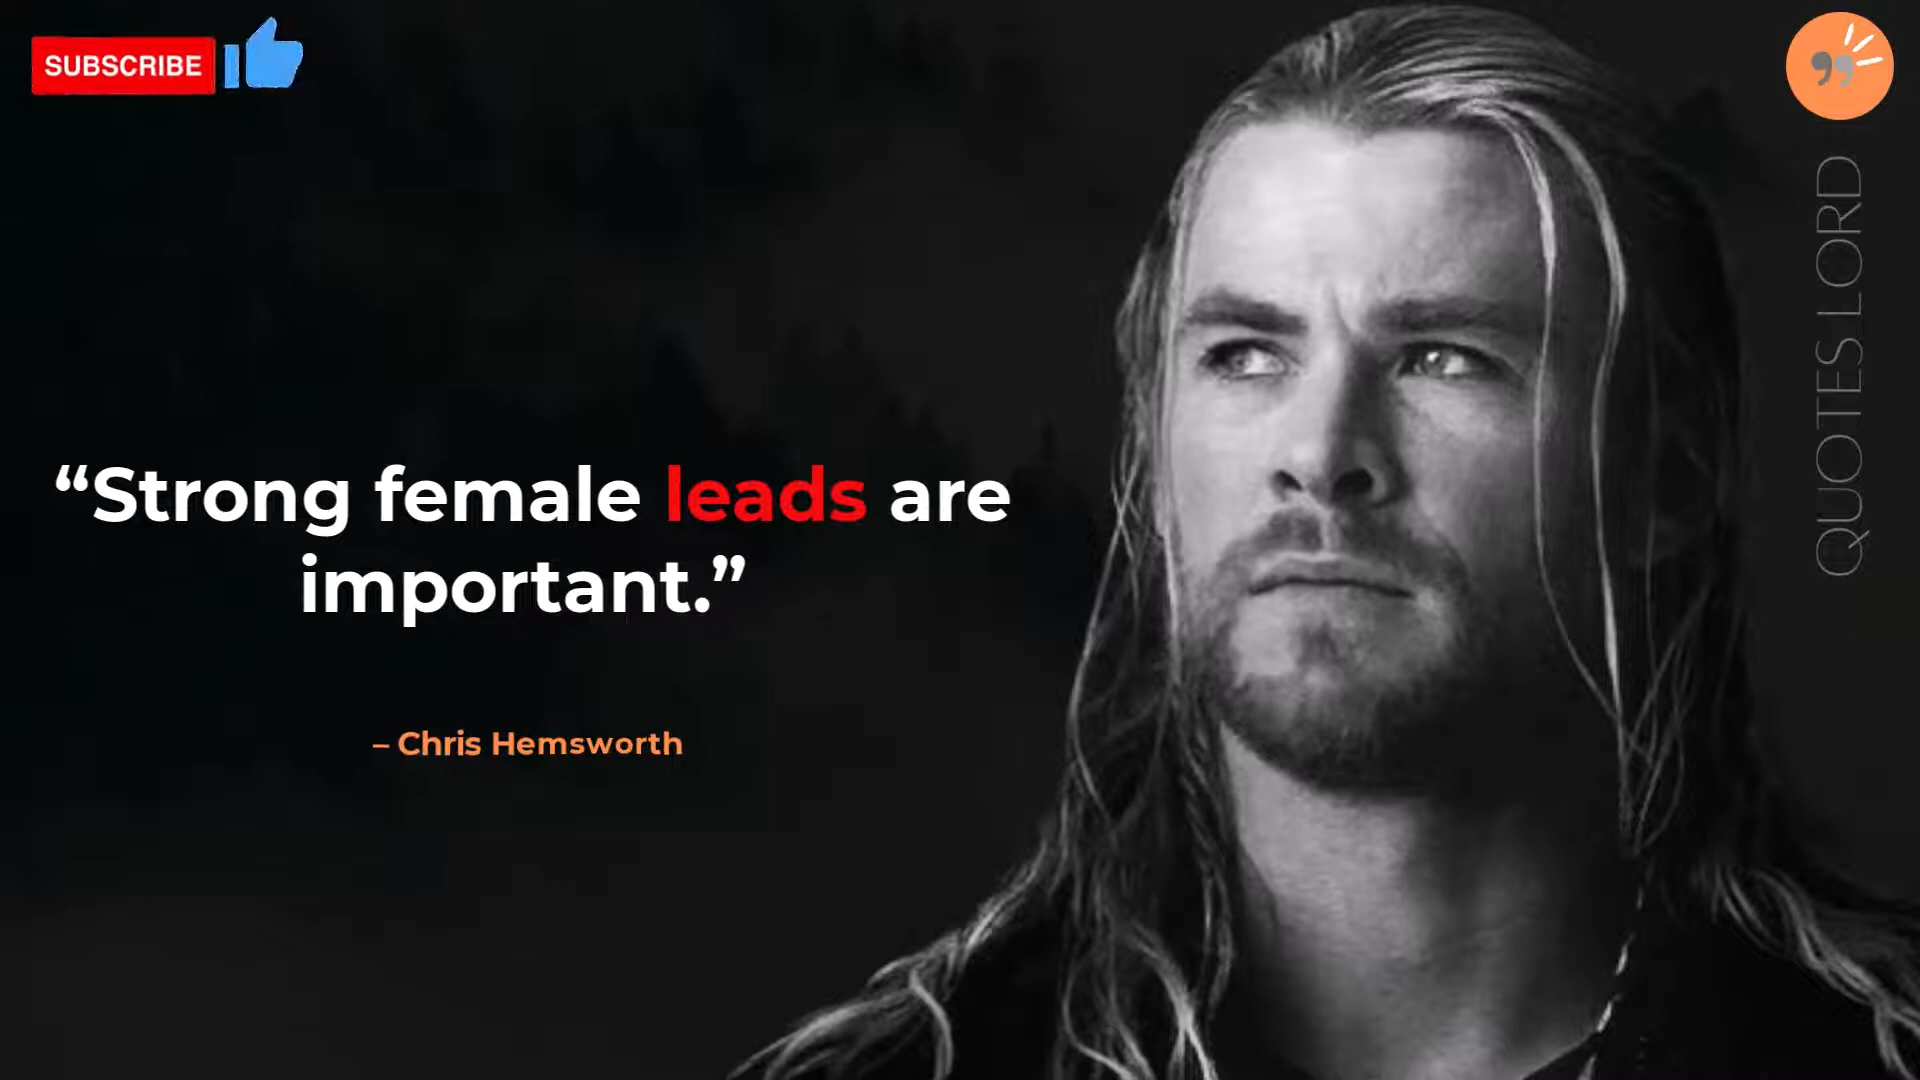 SUBSCRIBE
“Strong female leads are
important.”
– Chris Hemsworth
QUOTES LORD